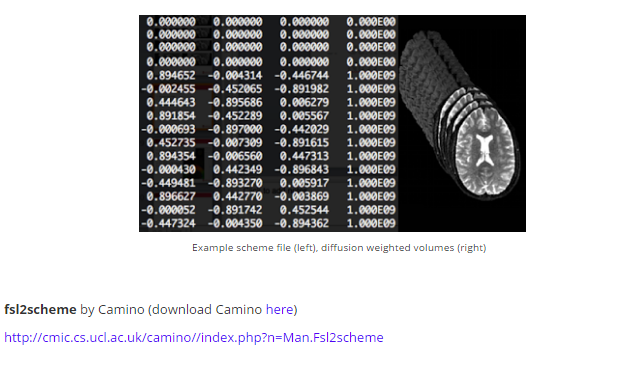 0.000000 0.000000 0.000000 0.000E00
0.000000 0.000000 0.000000 0.000E00
0.000000 0.000000 0.000000 0.000E00
0.000000 0.000000 0.000000 0.000E00
0.894652 -0.004314 -0.446744 1.000E09
-0.002455 -0.452065 -0.891982 1.000E09
0.444643 -0.895686 0.006279 1.000E09
0.891854 -0.452289 0.005567 1.000E09
-0.000693 -0.897000 -0.442029 1.000E09
0.452735 -0.007309 -0.891615 1.000E09
0.894354 -0.006560 0.447313 1.000E09
-0.000430 0.442349 -0.896843 1.000E09
-0.449481 -0.893270 0.005917 1.000E09
0.896627 0.442770 -0.003869 1.000E09
-0.000052 -0.891742 0.452544 1.000E09
-0.447324 -0.004350 -0.894362 1.000E09
Example scheme file (left), diffusion weighted volumes (right)
fsl2scheme by Camino (download Camino here)
http://cmic.cs.ucl.ac.uk/camino//index.php?n=Man.Fsl2scheme